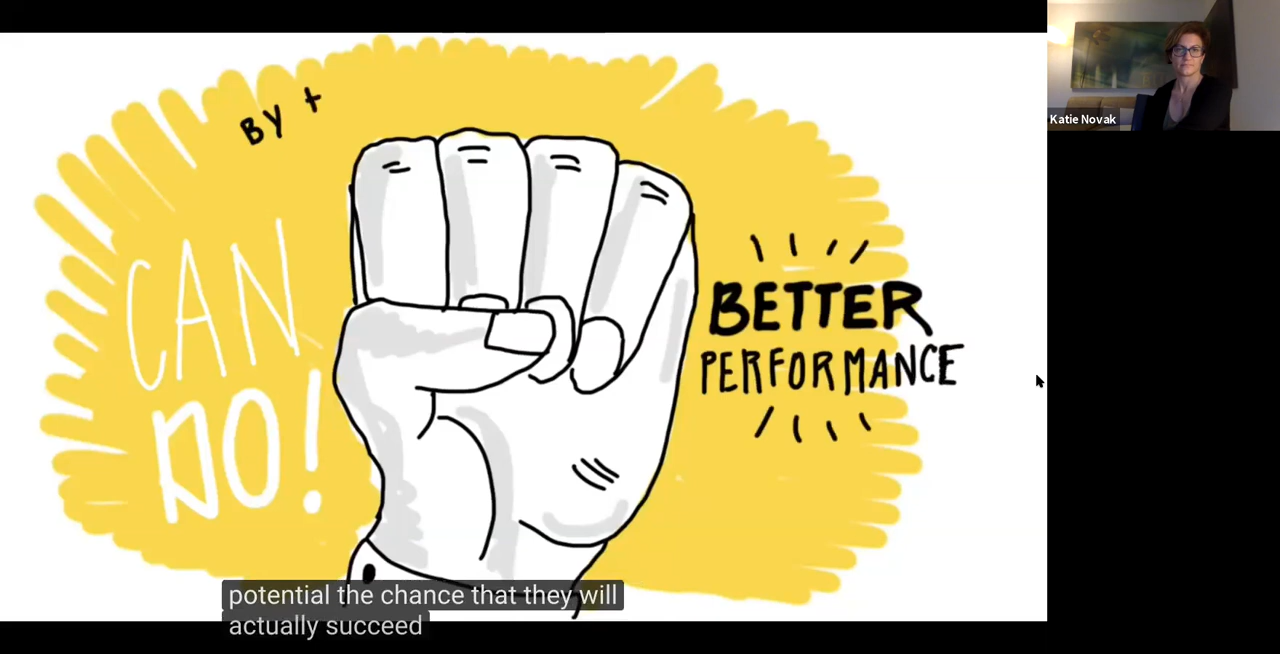 BY +
CAN
DO!
BETTER
PERFORMANCE
potential the chance that they will
actually succeed
Katie Novak